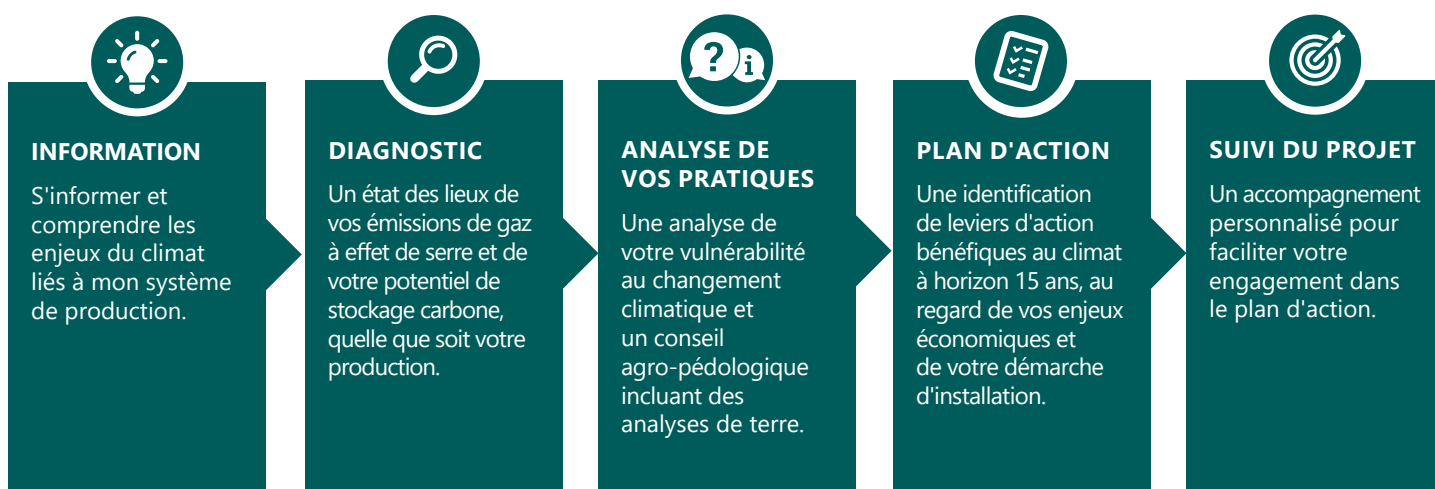 INFORMATION
S'informer et
comprendre les
enjeux du climat
liés à mon système
de production.
DIAGNOSTIC
Un état des lieux de
vos émissions de gaz
à effet de serre et de
votre potentiel de
stockage carbone,
quelle que soit votre
production.
ANALYSE DE
VOS PRATIQUES
Une analyse de
votre vulnérabilité
au changement
climatique et
un conseil
agro-pédologique
incluant des
analyses de terre.
PLAN D'ACTION
Une identification
de leviers d'action
bénéfiques au climat
à horizon 15 ans, au
regard de vos enjeux
économiques et
de votre démarche
d'installation.
SUIVI DU PROJET
Un accompagnement
personnalisé pour
faciliter votre
engagement dans
le plan d'action.